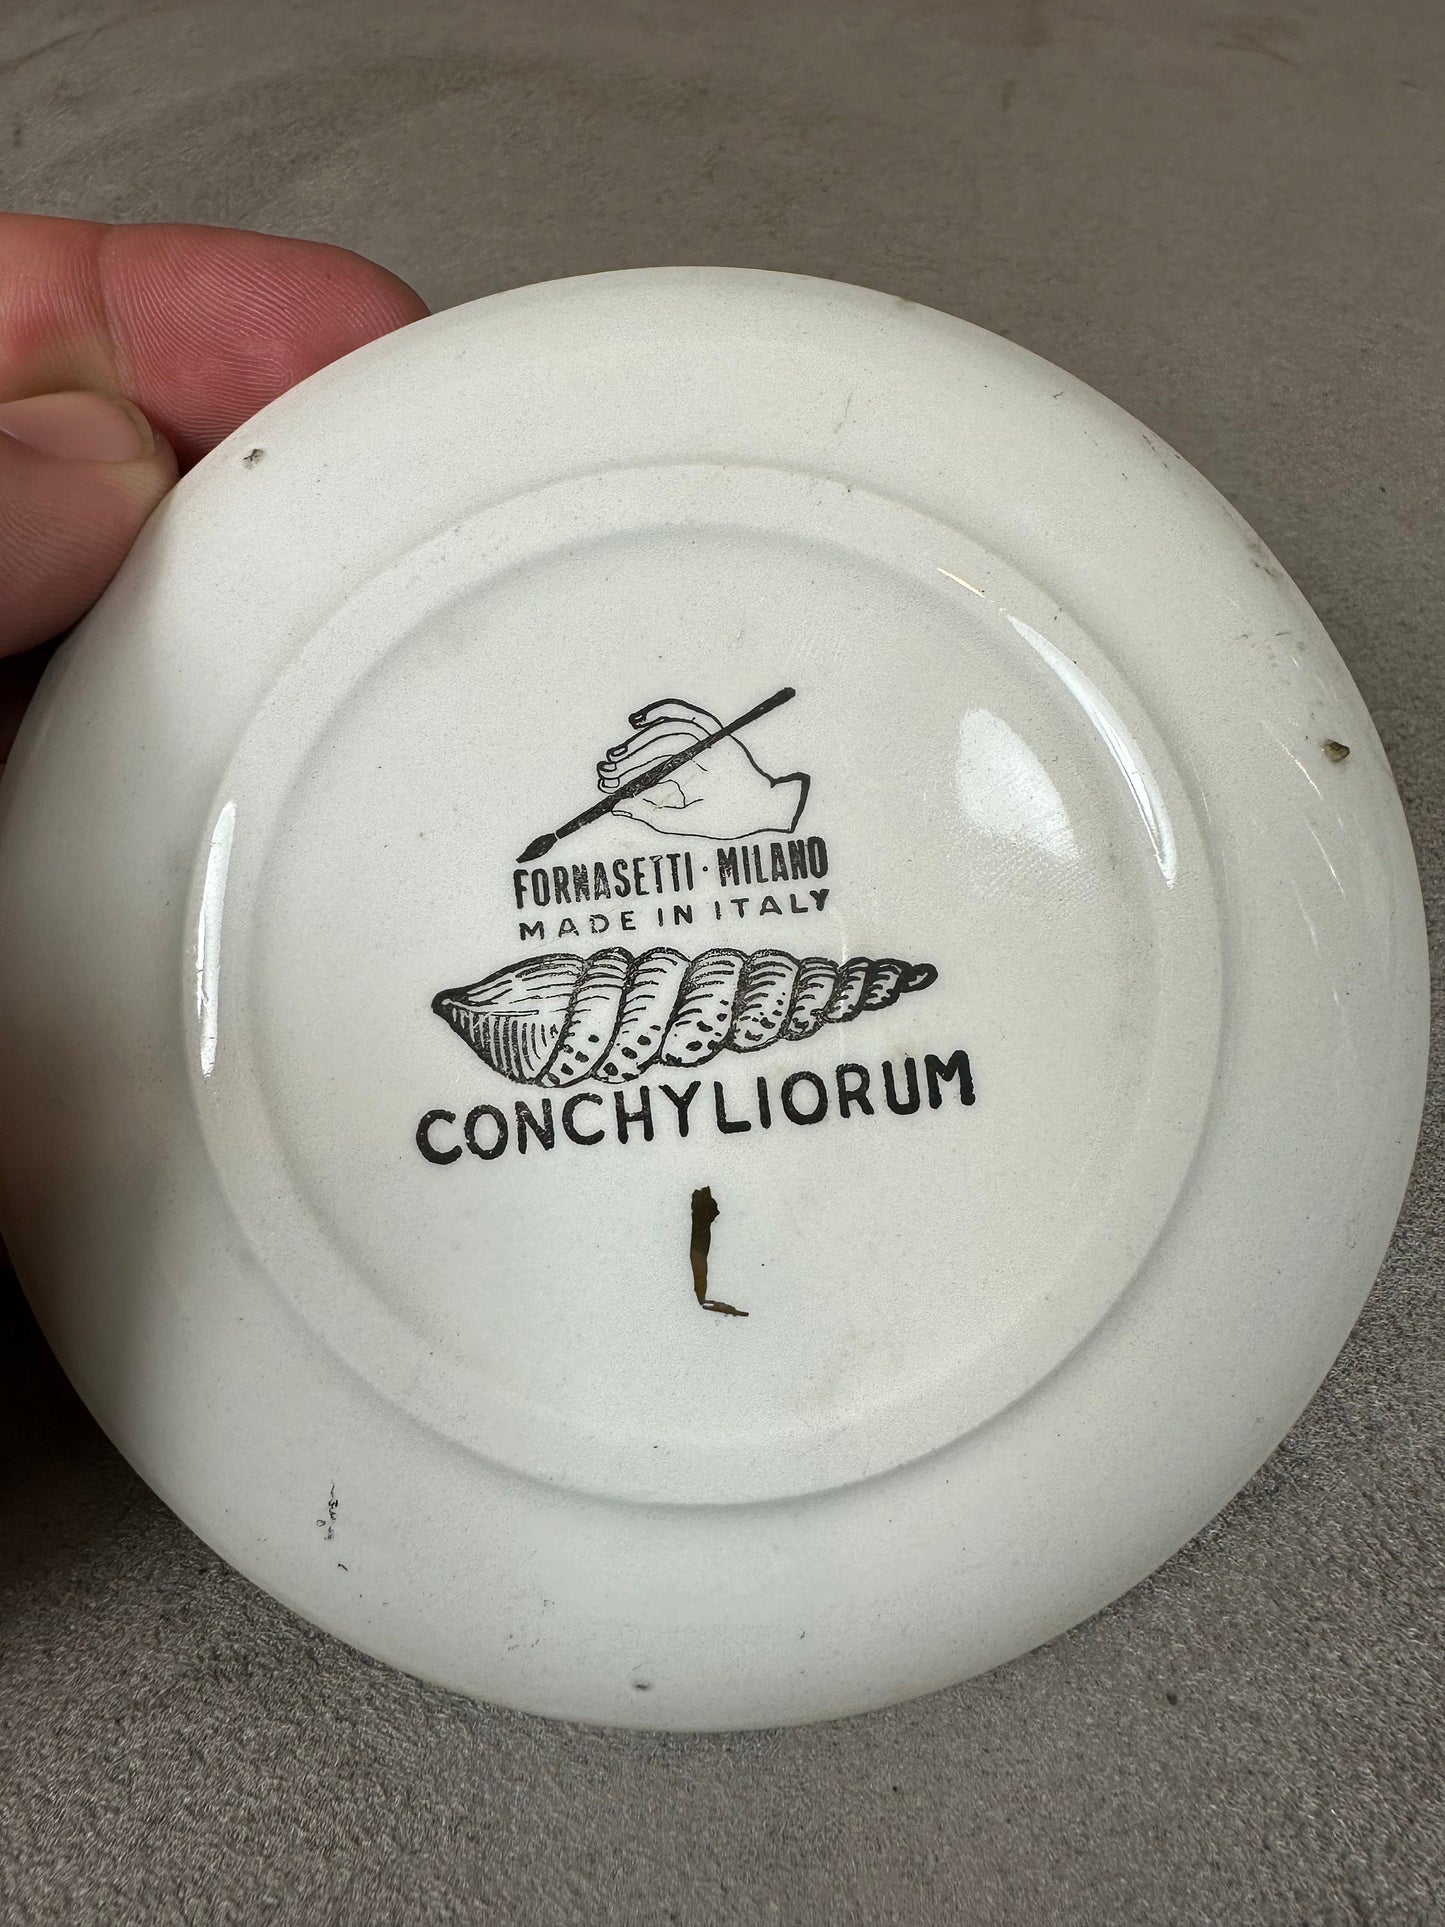 FORNASETTI · MILANO
MADE IN ITALY
CONCHYLIORUM
L